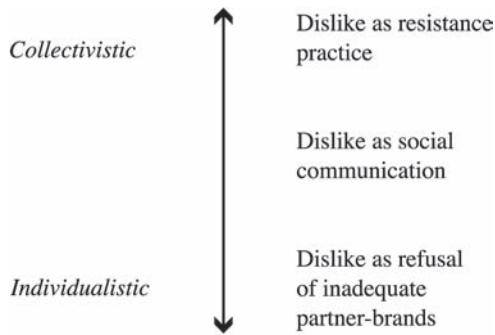 Collectivistic
Dislike as resistance
practice
Dislike as social
communication
Individualistic
Dislike as refusal
of inadequate
partner-brands